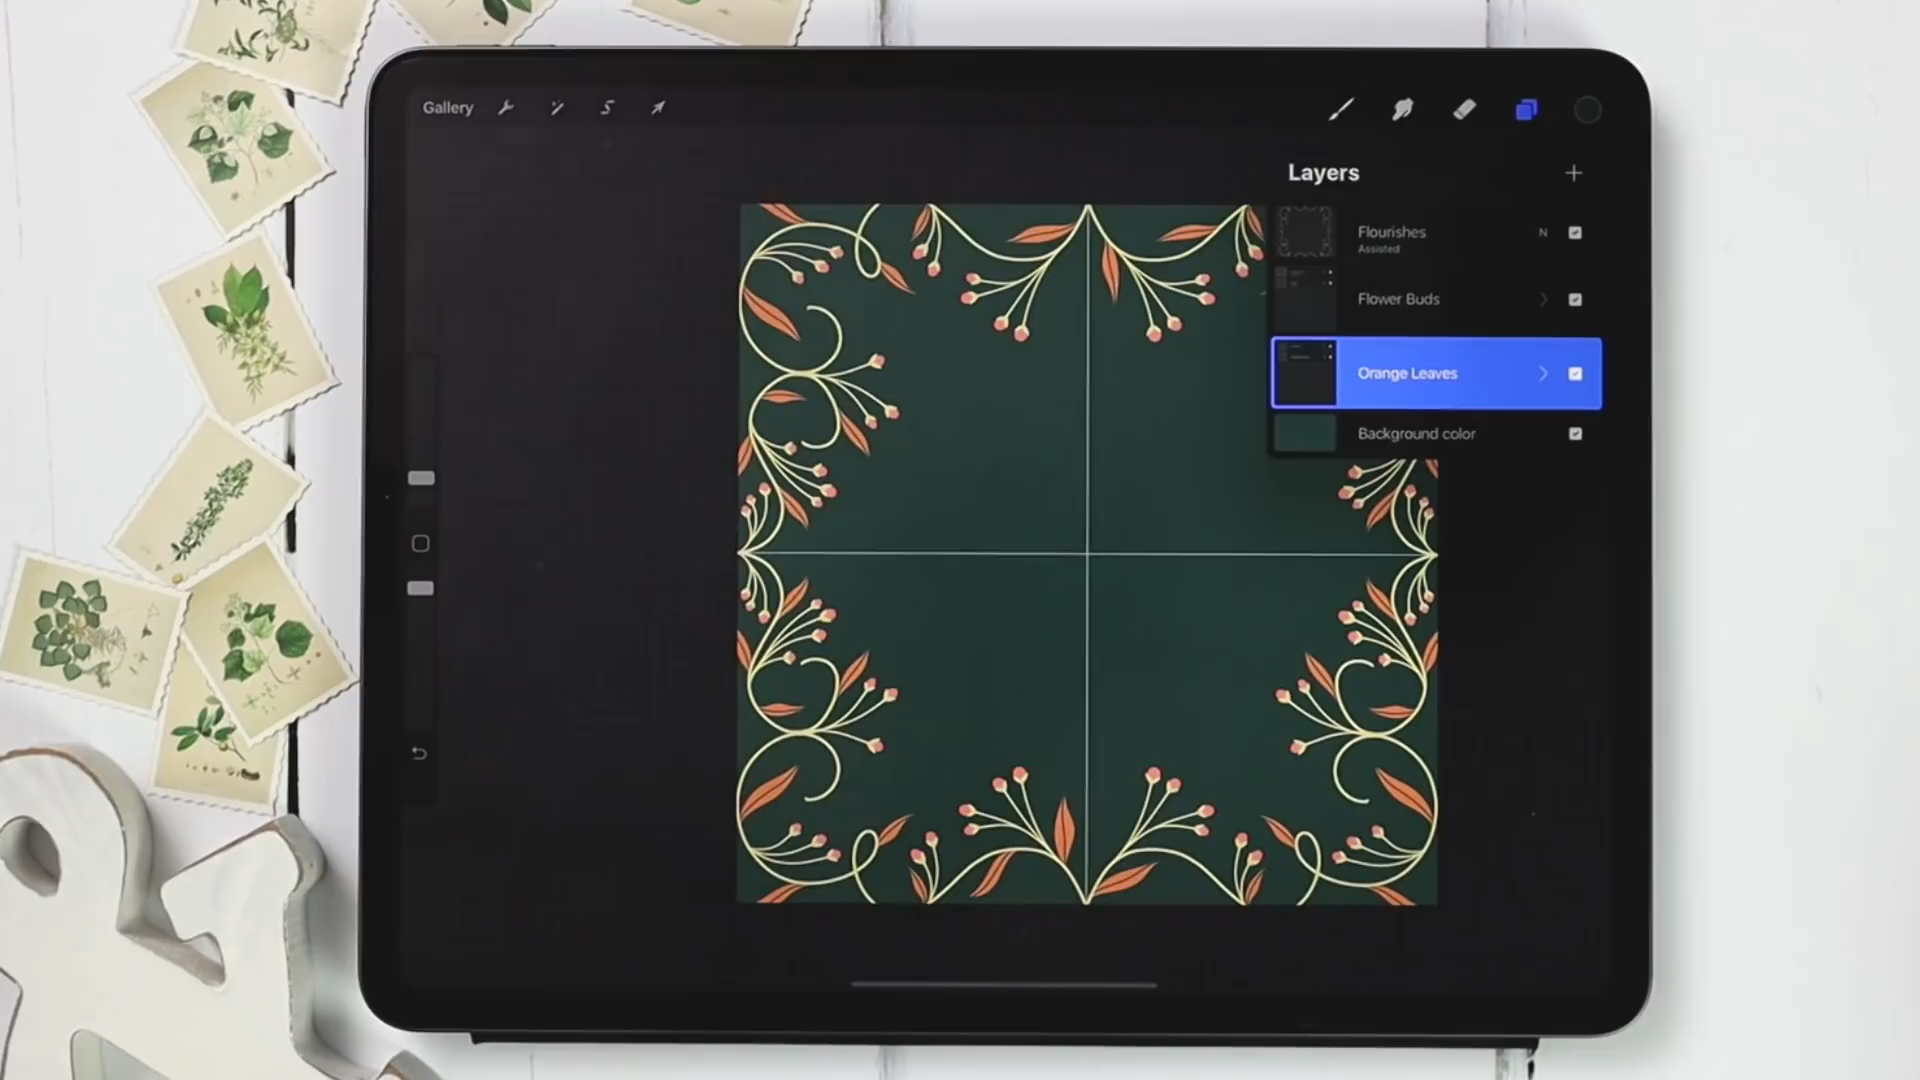 Gallery
Layers
Flourishes
Assisted
N
Flower Buds
Orange Leaves
Background color